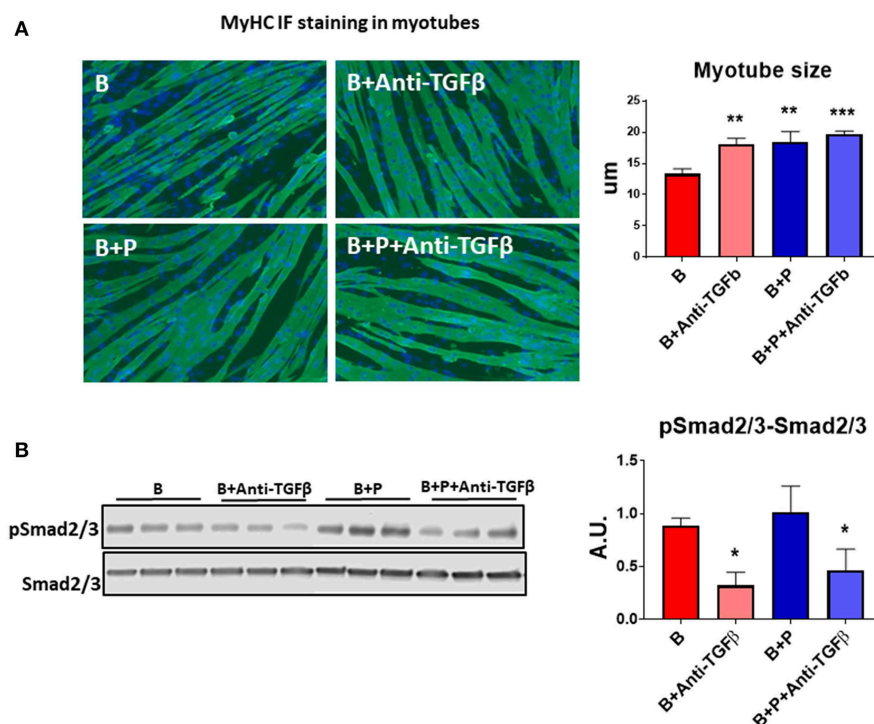 A
MyHC IF staining in myotubes
B
B+Anti-TGFβ
B+P
B+P+Anti-TGFβ
Myotube size
um
25
20
15
10
5
0
**
**
***
B
B+Anti-TGFb
B+P
B+P+Anti-TGFb
B
B
B+Anti-TGFβ
B+P
B+P+Anti-TGFβ
pSmad2/3
Smad2/3
pSmad2/3-Smad2/3
A.U.
1.5
1.0
0.5
0.0
*
*
B
B+Anti-TGFβ
B+P
B+P+Anti-TGFβ